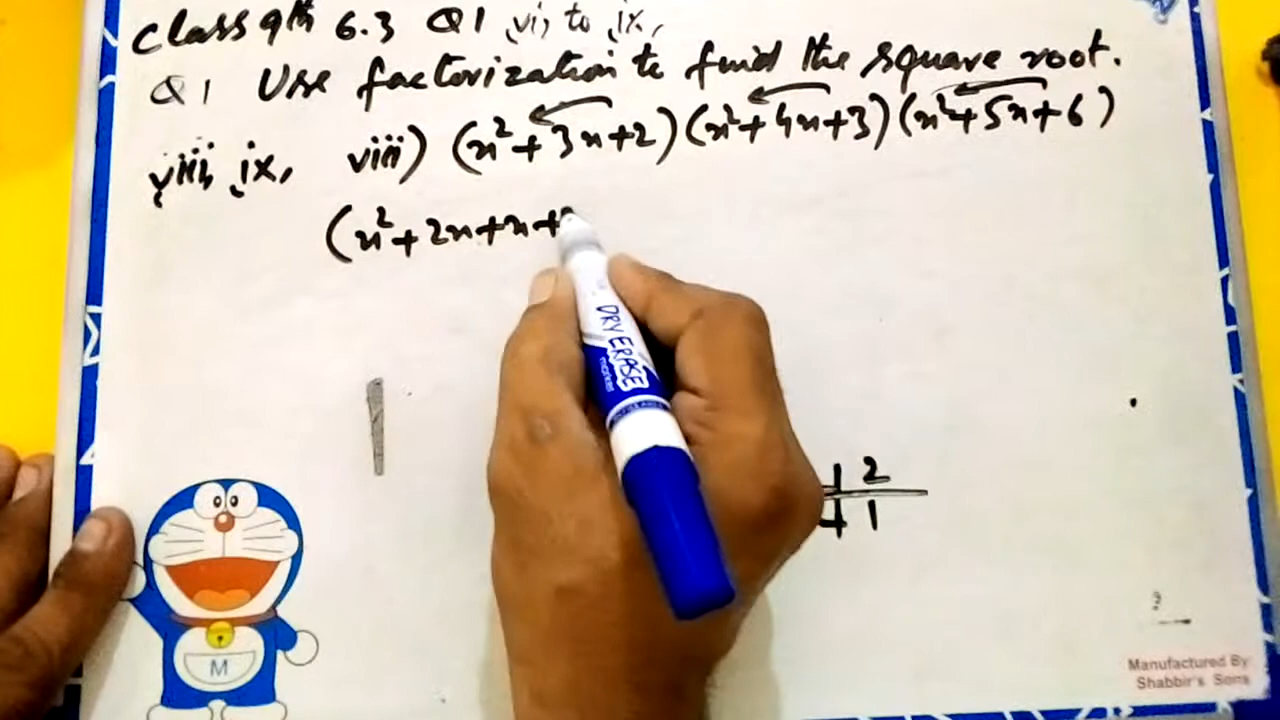 Class 9th 6.3 Q1 vi, to ix,
Q1 Use factorization to find the square root.
viii, ix, viii) (x²+3x+2)(x²+4x+3)(x²+5x+6)
(x²+2x+x+
DRY ERASE
marker
2
1
M
Manufactured By
Shabbir's Sons